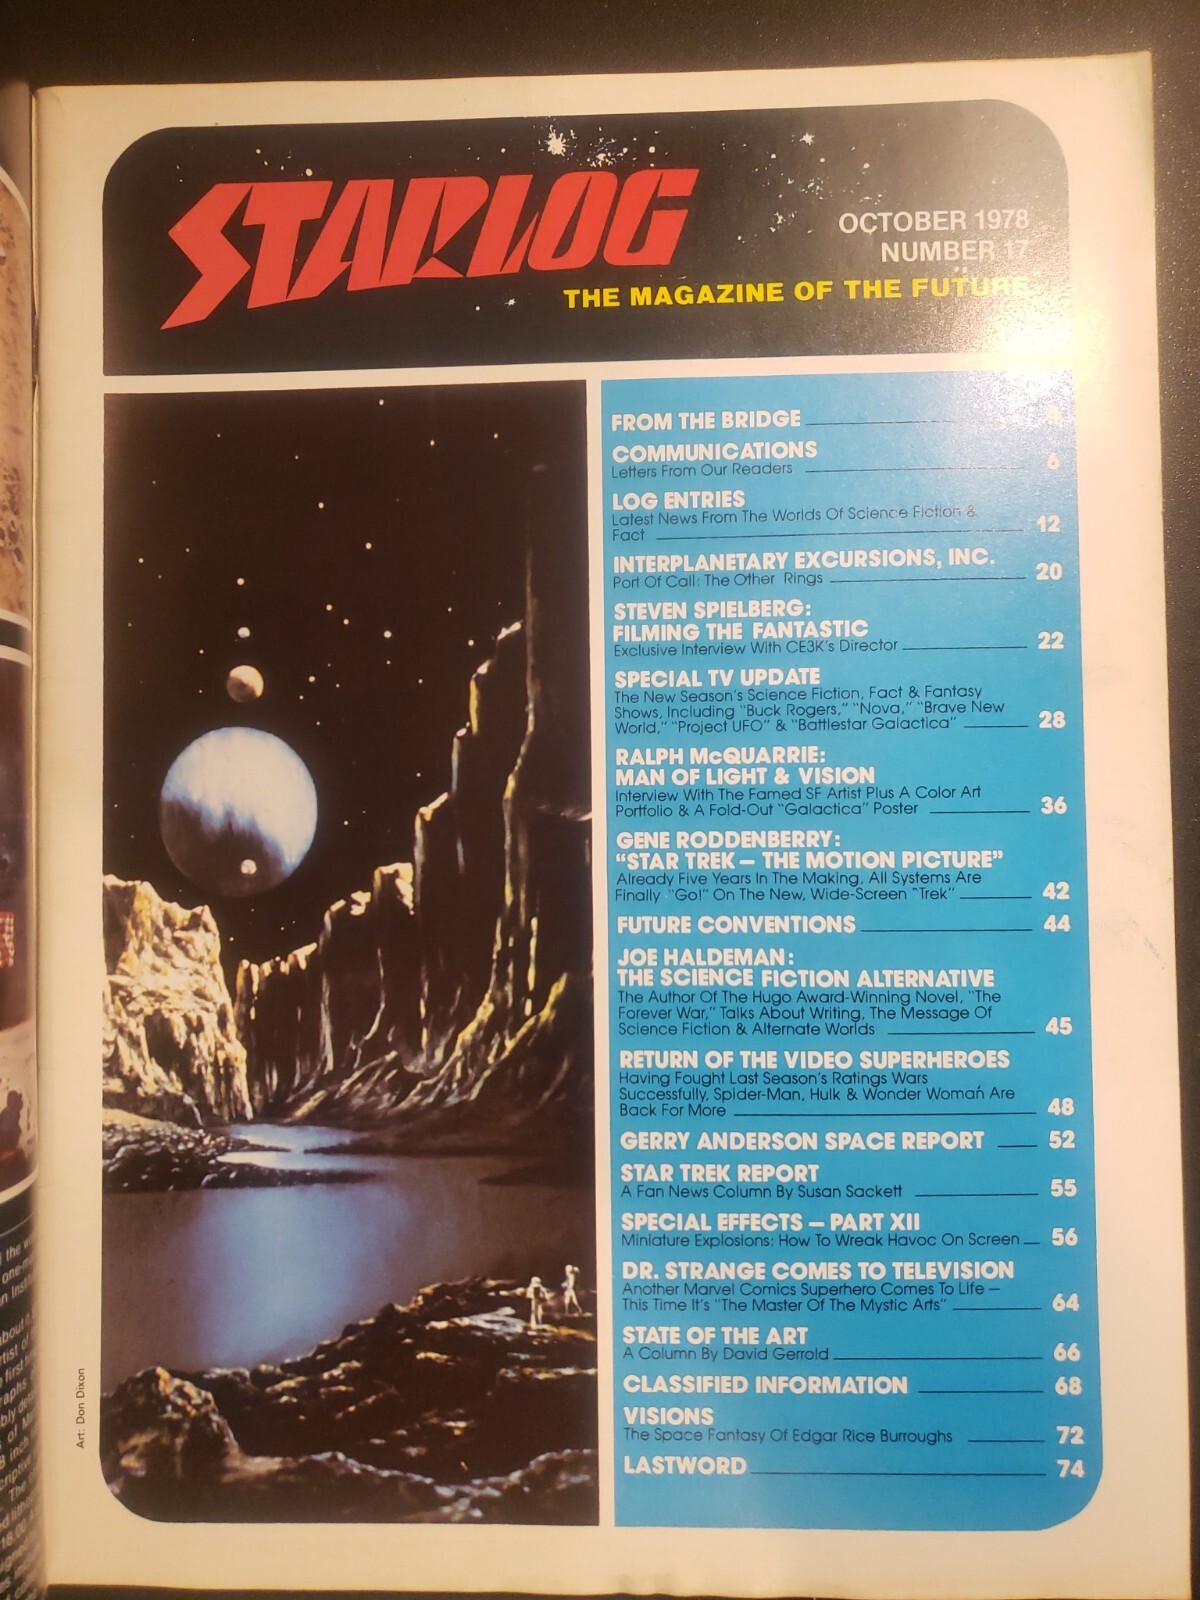 STARLOG
OCTOBER 1978
NUMBER 17
THE MAGAZINE OF THE FUTURE
FROM THE BRIDGE
COMMUNICATIONS
Letters From Our Readers 6
LOG ENTRIES
Latest News From The Worlds Of Science Fiction &
Fact 12
INTERPLANETARY EXCURSIONS, INC.
Port Of Call: The Other Rings 20
STEVEN SPIELBERG:
FILMING THE FANTASTIC
Exclusive Interview With CE3K's Director 22
SPECIAL TV UPDATE
The New Season's Science Fiction, Fact & Fantasy
Shows, Including "Buck Rogers," "Nova," "Brave New
World," "Project UFO" & "Battlestar Galactica" 28
RALPH McQUARRIE:
MAN OF LIGHT & VISION
Interview With The Famed SF Artist Plus A Color Art
Portfolio & A Fold-Out "Galactica" Poster 36
GENE RODDENBERRY:
"STAR TREK — THE MOTION PICTURE"
Already Five Years In The Making, All Systems Are
Finally "Go!" On The New, Wide-Screen "Trek" 42
FUTURE CONVENTIONS 44
JOE HALDEMAN:
THE SCIENCE FICTION ALTERNATIVE
The Author Of The Hugo Award-Winning Novel, "The
Forever War," Talks About Writing, The Message Of
Science Fiction & Alternate Worlds 45
RETURN OF THE VIDEO SUPERHEROES
Having Fought Last Season's Ratings Wars
Successfully, Spider-Man, Hulk & Wonder Woman Are
Back For More 48
GERRY ANDERSON SPACE REPORT 52
STAR TREK REPORT
A Fan News Column By Susan Sackett 55
SPECIAL EFFECTS — PART XII
Miniature Explosions: How To Wreak Havoc On Screen 56
DR. STRANGE COMES TO TELEVISION
Another Marvel Comics Superhero Comes To Life —
This Time It's "The Master Of The Mystic Arts" 64
STATE OF THE ART
A Column By David Gerrold 66
CLASSIFIED INFORMATION 68
VISIONS
The Space Fantasy Of Edgar Rice Burroughs 72
LASTWORD 74
Art: Don Dixon